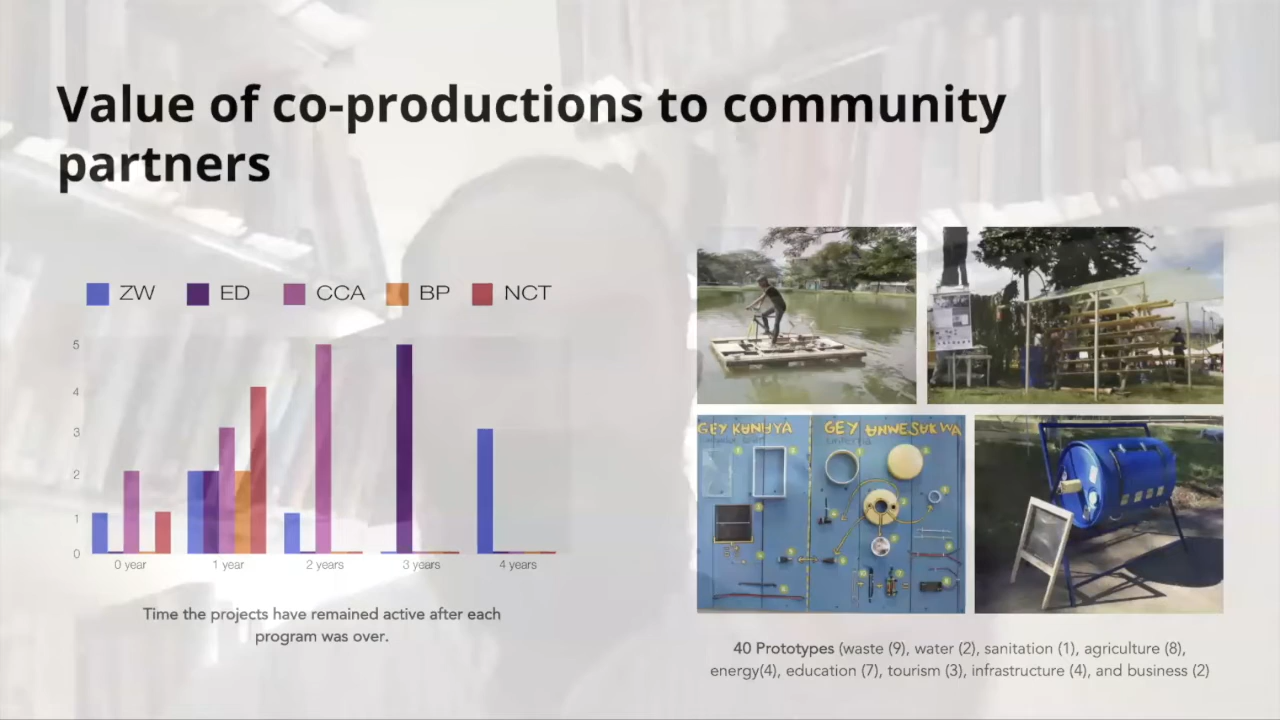 Value of co-productions to community
partners
ZW ED CCA BP NCT
5
4
3
2
1
0
0 year 1 year 2 years 3 years 4 years
Time the projects have remained active after each
program was over.
GEY KANUYA GEY ANWESUKWA
40 Prototypes (waste (9), water (2), sanitation (1), agriculture (8),
energy(4), education (7), tourism (3), infrastructure (4), and business (2)